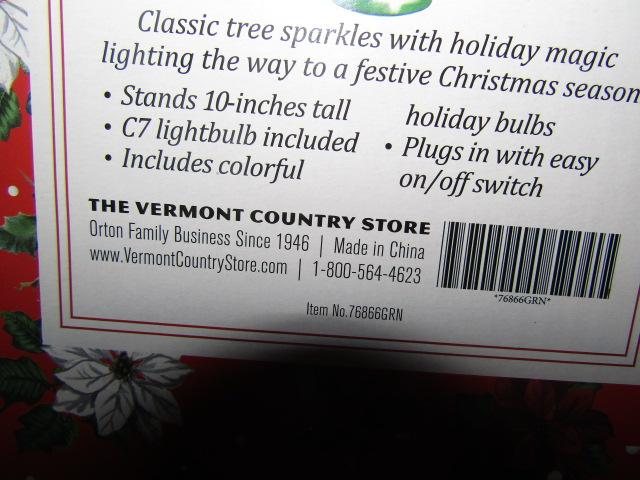 Classic tree sparkles with holiday magic
lighting the way to a festive Christmas season
• Stands 10-inches tall
• C7 lightbulb included
• Includes colorful
holiday bulbs
• Plugs in with easy
on/off switch
THE VERMONT COUNTRY STORE
Orton Family Business Since 1946 | Made in China
www.VermontCountryStore.com | 1-800-564-4623
*76866GRN*
Item No.76866GRN